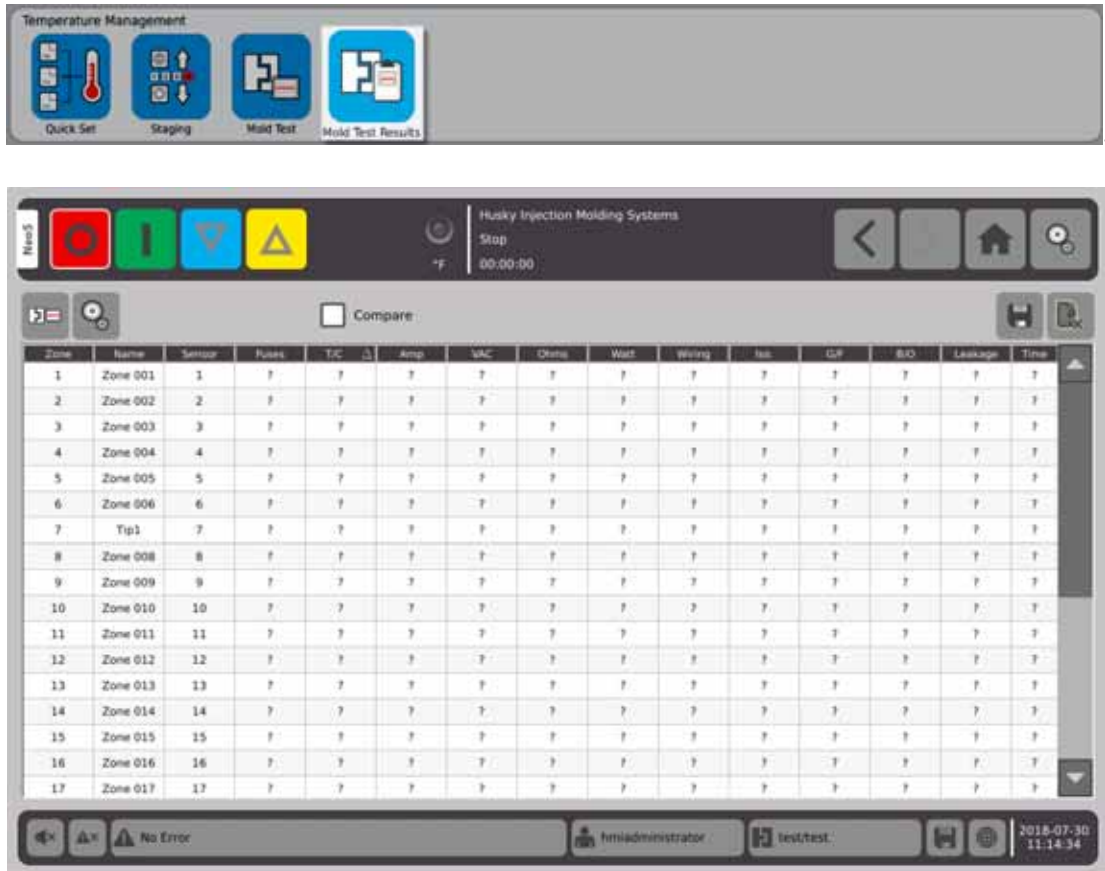 Temperature Management
Quick Set Staging Mold Test Mold Test Results
Neo5
Husky Injection Molding Systems
Stop
°F 00:00:00
Compare
Zone Name Sensor Fuses T/C Δ Amp VAC Ohms Watt Wiring Iso. G/F B/O Leakage Time
1 Zone 001 1 ? ? ? ? ? ? ? ? ? ? ? ?
2 Zone 002 2 ? ? ? ? ? ? ? ? ? ? ? ?
3 Zone 003 3 ? ? ? ? ? ? ? ? ? ? ? ?
4 Zone 004 4 ? ? ? ? ? ? ? ? ? ? ? ?
5 Zone 005 5 ? ? ? ? ? ? ? ? ? ? ? ?
6 Zone 006 6 ? ? ? ? ? ? ? ? ? ? ? ?
7 Tip1 7 ? ? ? ? ? ? ? ? ? ? ? ?
8 Zone 008 8 ? ? ? ? ? ? ? ? ? ? ? ?
9 Zone 009 9 ? ? ? ? ? ? ? ? ? ? ? ?
10 Zone 010 10 ? ? ? ? ? ? ? ? ? ? ? ?
11 Zone 011 11 ? ? ? ? ? ? ? ? ? ? ? ?
12 Zone 012 12 ? ? ? ? ? ? ? ? ? ? ? ?
13 Zone 013 13 ? ? ? ? ? ? ? ? ? ? ? ?
14 Zone 014 14 ? ? ? ? ? ? ? ? ? ? ? ?
15 Zone 015 15 ? ? ? ? ? ? ? ? ? ? ? ?
16 Zone 016 16 ? ? ? ? ? ? ? ? ? ? ? ?
17 Zone 017 17 ? ? ? ? ? ? ? ? ? ? ? ?
No Error hmiadministrator test/test 2018-07-30
11:14:34